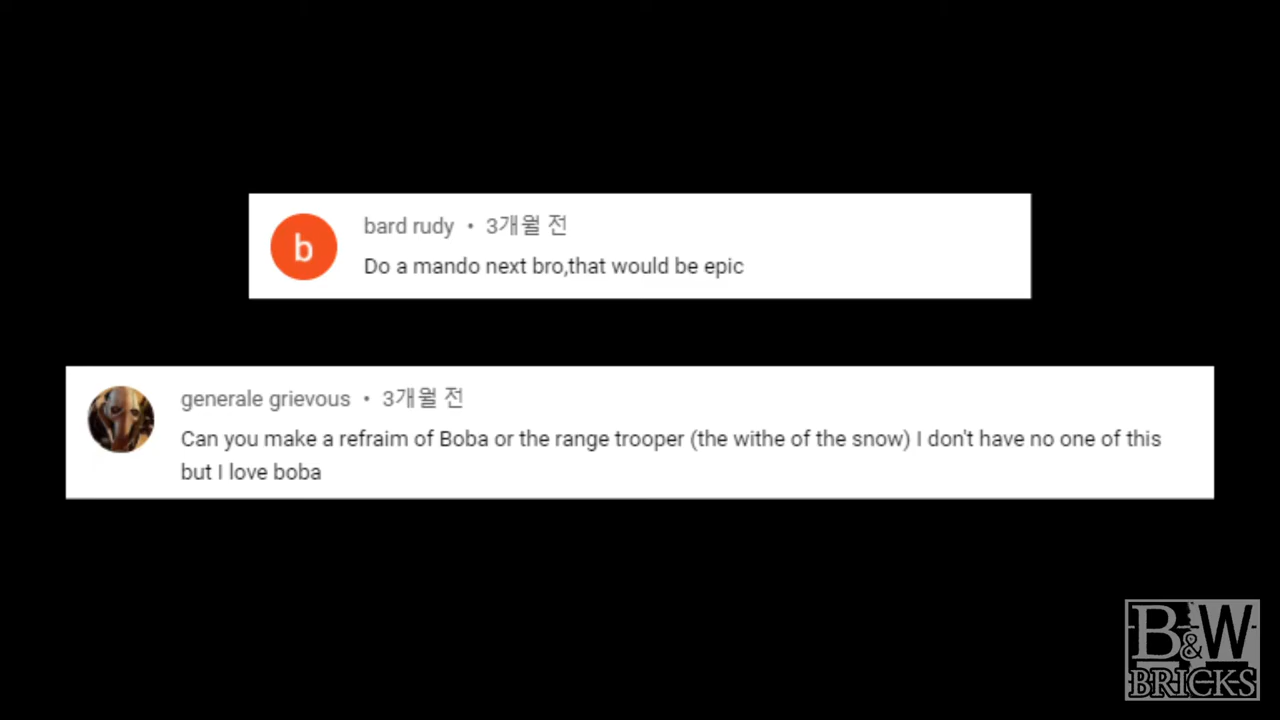 b
bard rudy • 3개월 전
Do a mando next bro,that would be epic
generale grievous • 3개월 전
Can you make a refraim of Boba or the range trooper (the withe of the snow) I don't have no one of this
but I love boba
B&W
BRICKS